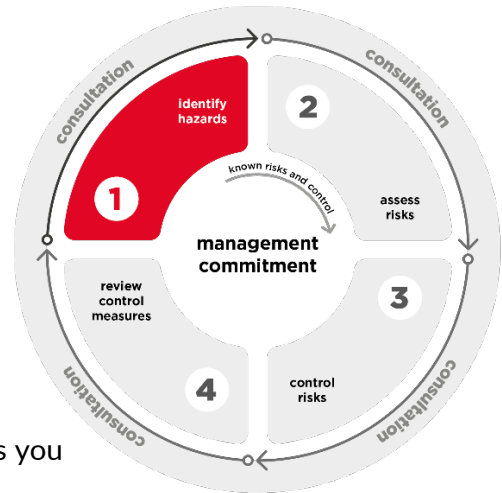 consultation
consultation
identify
hazards
1
2
assess
risks
known risks and control
management
commitment
review
control
measures
3
4
control
risks
consultation
consultation
s you